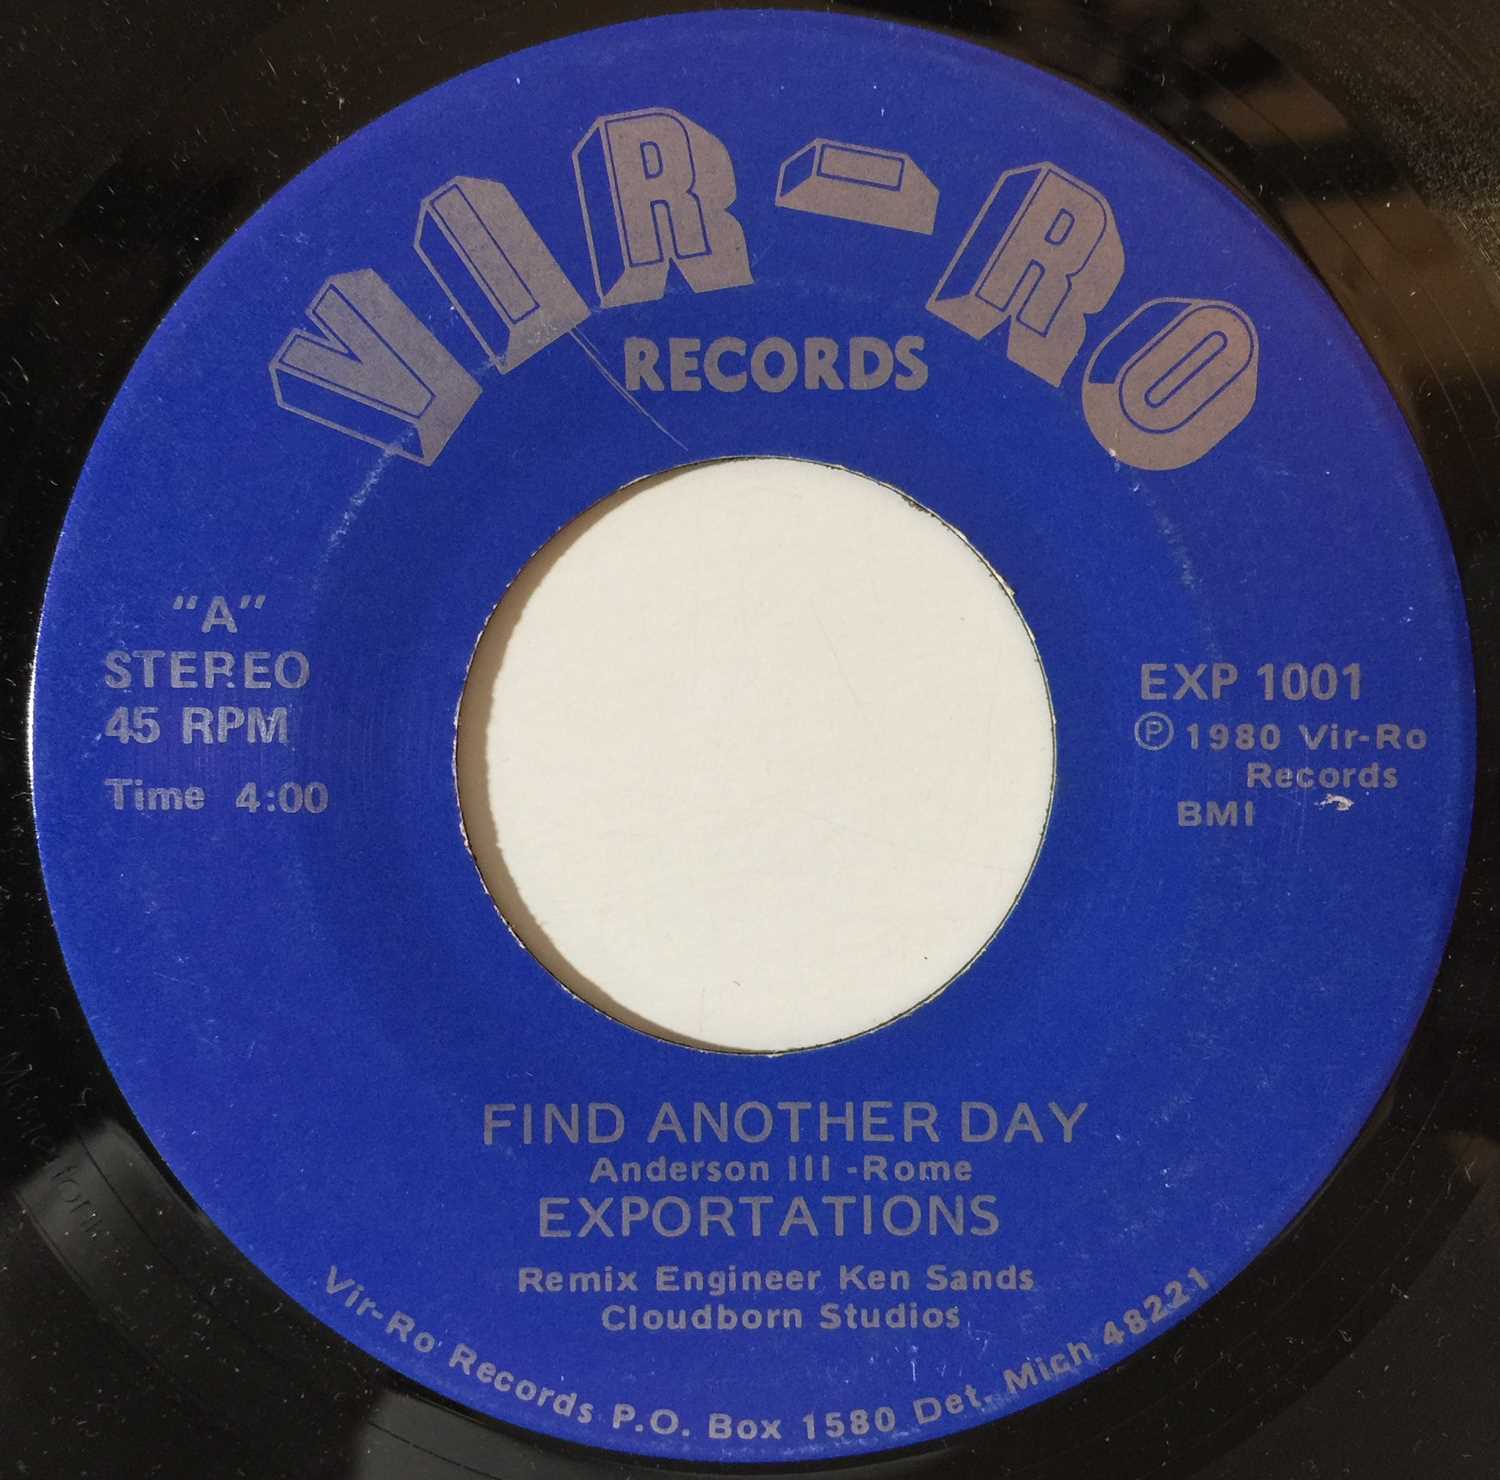 VIR-RO
RECORDS
"A"
STEREO
45 RPM
Time 4:00
EXP 1001
Ⓟ 1980 Vir-Ro
Records
BMI
FIND ANOTHER DAY
Anderson III -Rome
EXPORTATIONS
Remix Engineer Ken Sands
Cloudborn Studios
Vir-Ro Records P.O. Box 1580 Det. Mich 48221